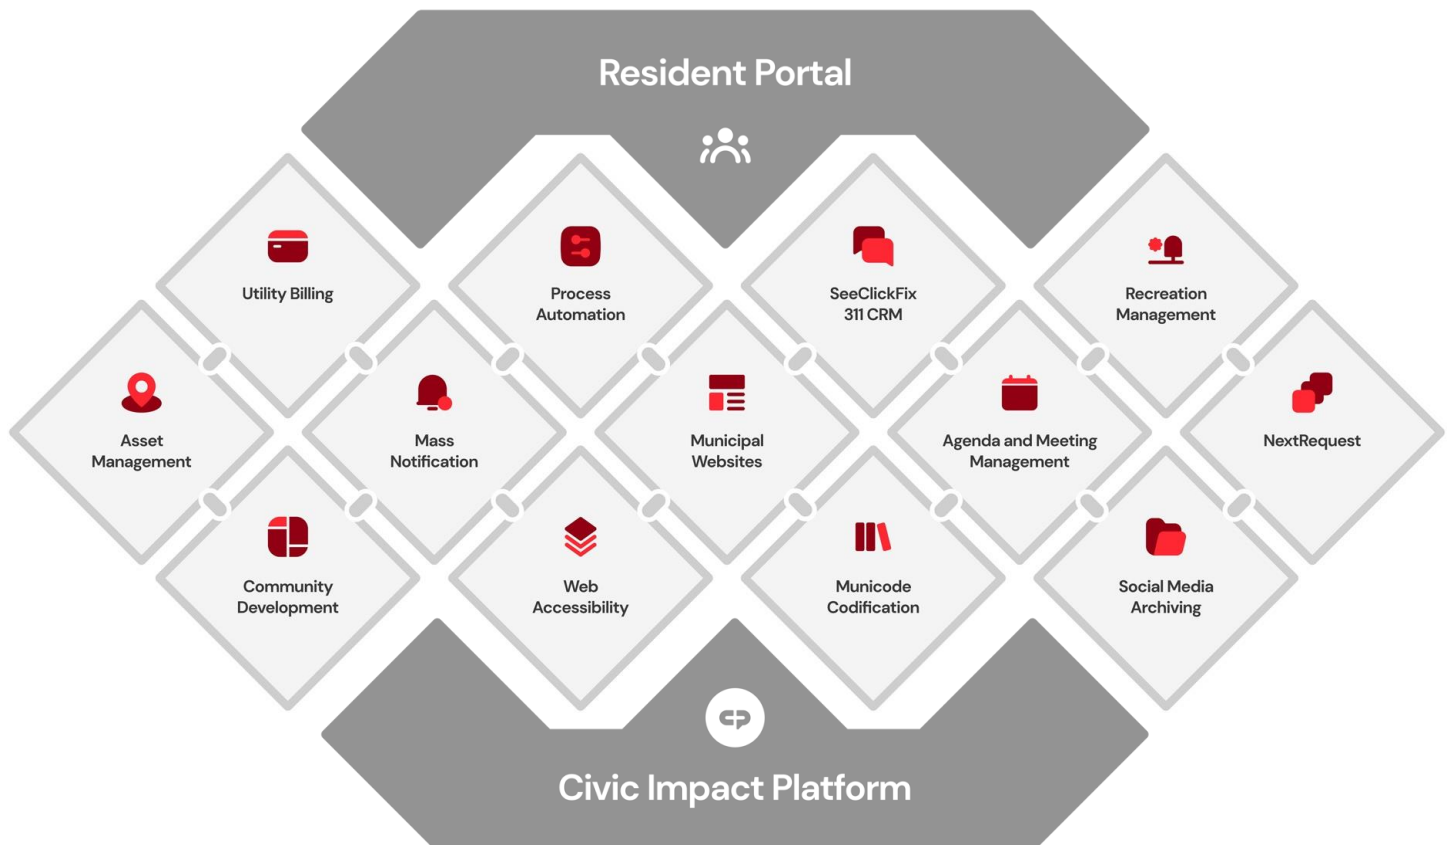 Resident Portal
Utility Billing
Process
Automation
SeeClickFix
311 CRM
Recreation
Management
Asset
Management
Mass
Notification
Municipal
Websites
Agenda and Meeting
Management
NextRequest
Community
Development
Web
Accessibility
Municode
Codification
Social Media
Archiving
Civic Impact Platform